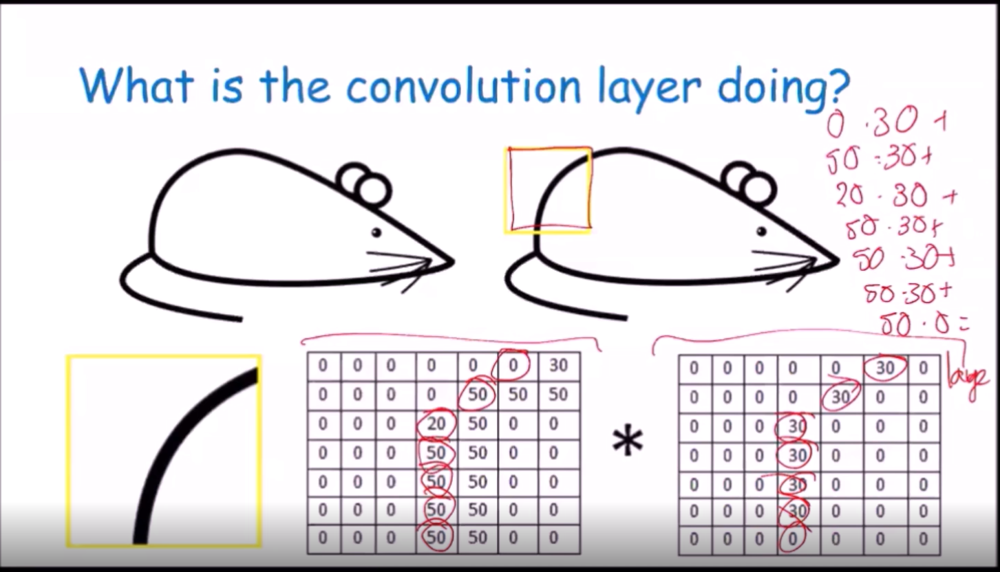 What is the convolution layer doing?
0 · 30 +
50 · 30 +
20 · 30 +
50 · 30 +
50 · 30 +
50 · 30 +
50 · 0 =
large
0 0 0 0 0 0 30
0 0 0 0 50 50 50
0 0 0 20 50 0 0
0 0 0 50 50 0 0
0 0 0 50 50 0 0
0 0 0 50 50 0 0
0 0 0 50 50 0 0
*
0 0 0 0 0 30 0
0 0 0 0 30 0 0
0 0 0 30 0 0 0
0 0 0 30 0 0 0
0 0 0 30 0 0 0
0 0 0 30 0 0 0
0 0 0 0 0 0 0